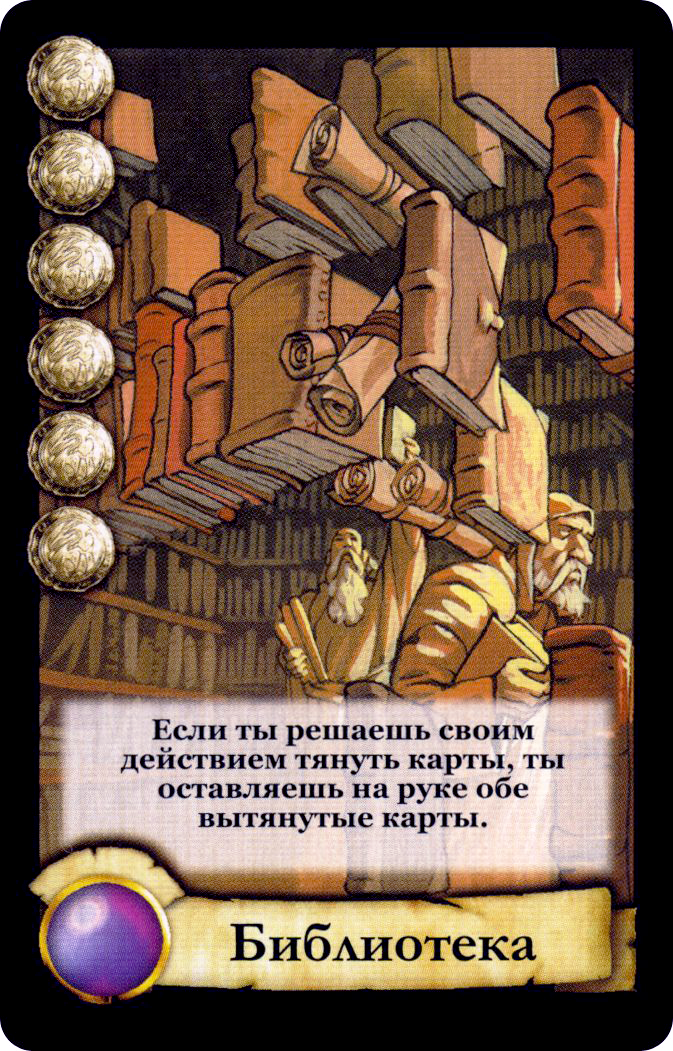 Если ты решаешь своим
действием тянуть карты, ты
оставляешь на руке обе
вытянутые карты.
Библиотека